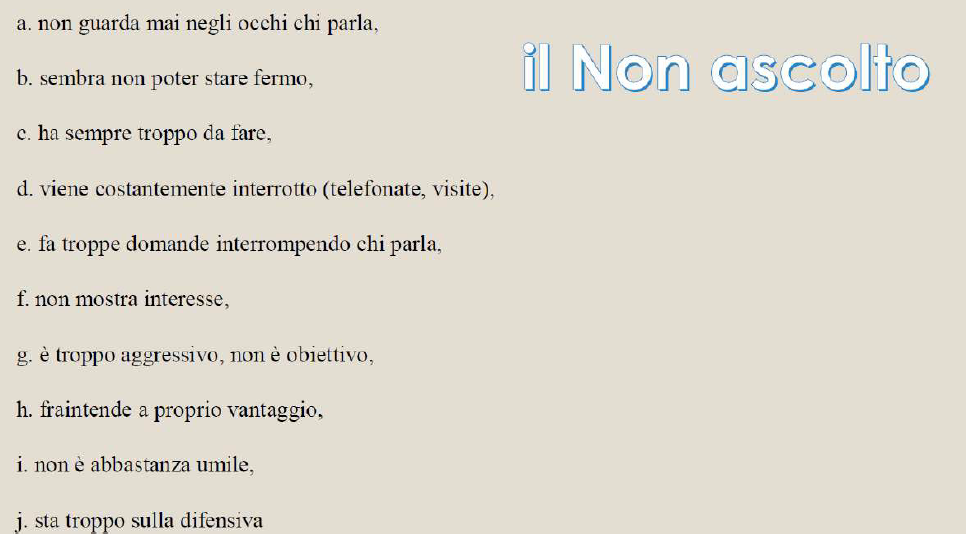 a. non guarda mai negli occhi chi parla,
il Non ascolto
b. sembra non poter stare fermo,
c. ha sempre troppo da fare,
d. viene costantemente interrotto (telefonate, visite),
e. fa troppe domande interrompendo chi parla,
f. non mostra interesse,
g. è troppo aggressivo, non è obiettivo,
h. fraintende a proprio vantaggio,
i. non è abbastanza umile,
j. sta troppo sulla difensiva